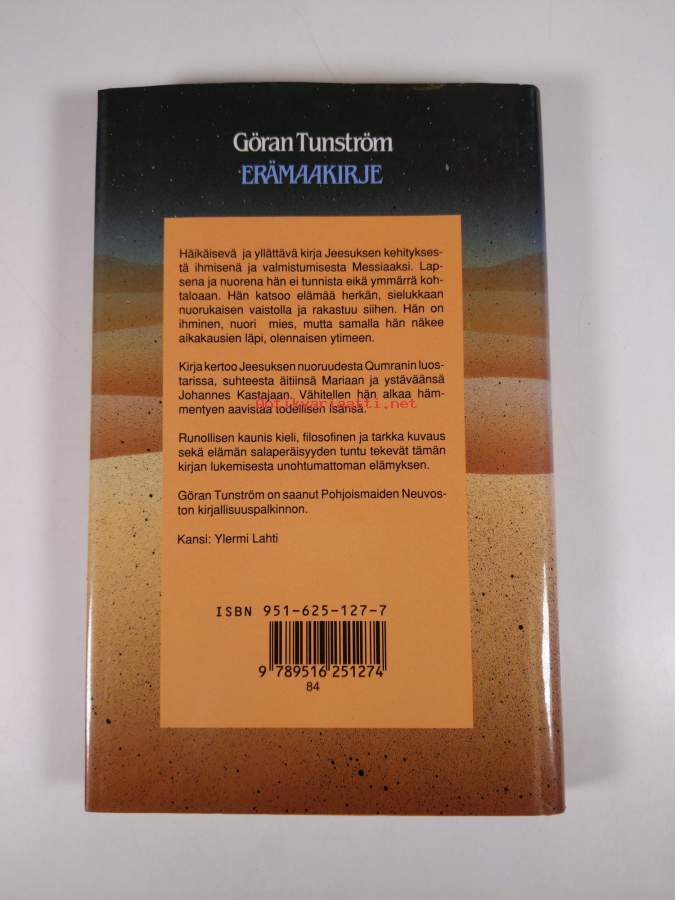 Göran Tunström
ERÄMAAKIRJE
Häikäisevä ja yllättävä kirja Jeesuksen kehitykses-
tä ihmisenä ja valmistumisesta Messiaaksi. Lap-
sena ja nuorena hän ei tunnista eikä ymmärrä koh-
taloaan. Hän katsoo elämää herkän, sielukkaan
nuorukaisen vaistolla ja rakastuu siihen. Hän on
ihminen, nuori mies, mutta samalla hän näkee
aikakausien läpi, olennaisen ytimeen.
Kirja kertoo Jeesuksen nuoruudesta Qumranin luos-
tarissa, suhteesta äitiinsä Mariaan ja ystäväänsä
Johannes Kastajaan. Vähitellen hän alkaa häm-
mentyen aavistaa todellisen Isänsä.
Antikvariaatti.net
Runollisen kaunis kieli, filosofinen ja tarkka kuvaus
sekä elämän salaperäisyyden tuntu tekevät tämän
kirjan lukemisesta unohtumattoman elämyksen.
Göran Tunström on saanut Pohjoismaiden Neuvos-
ton kirjallisuuspalkinnon.
Kansi: Ylermi Lahti
ISBN 951-625-127-7
9 789516 251274
84